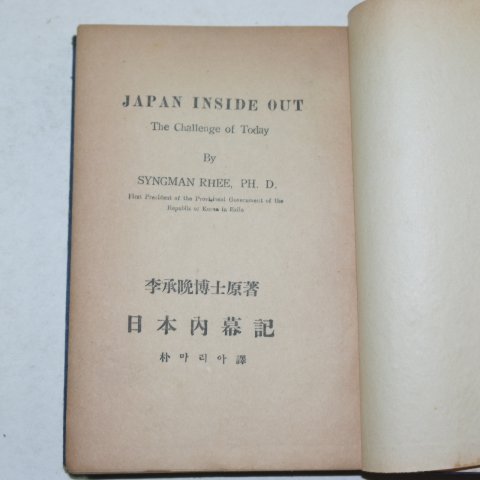 JAPAN INSIDE OUT
The Challenge of Today
By
SYNGMAN RHEE, PH. D.
First President of the Provisional Government of the
Republic of Korea in Exile
李承晩博士原著
日本內幕記
朴마리아譯